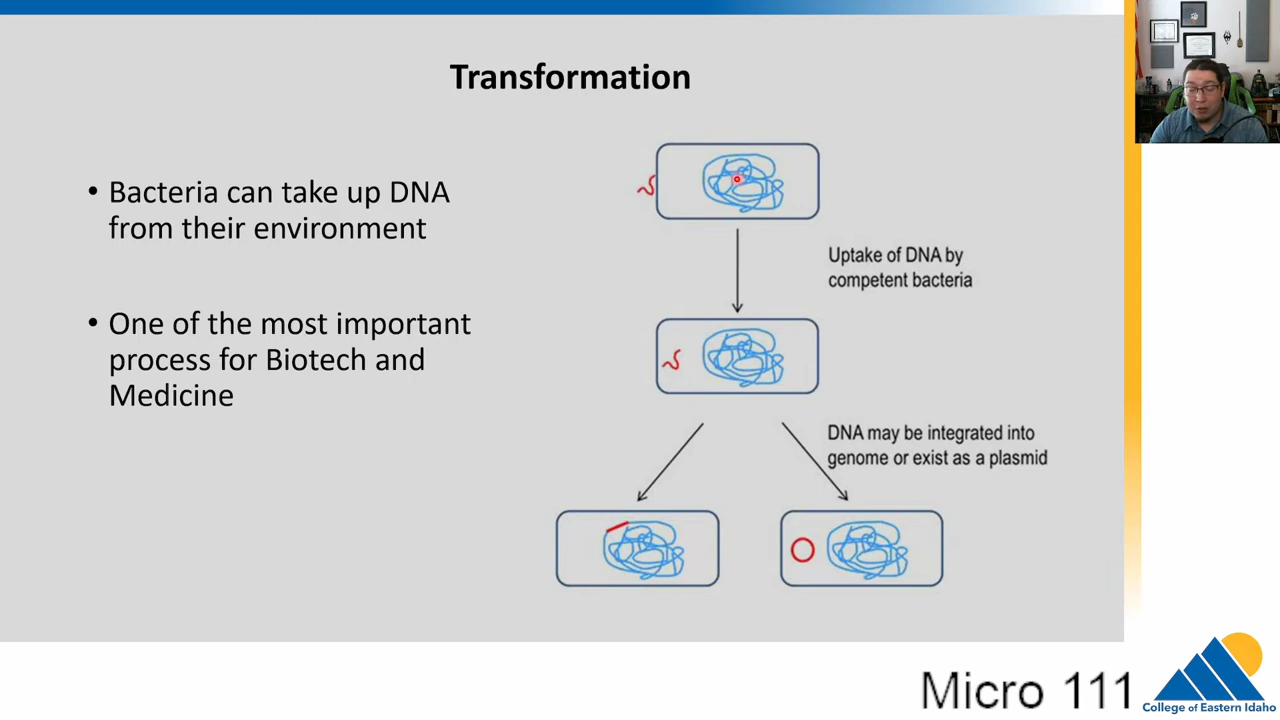 Transformation
• Bacteria can take up DNA
from their environment
• One of the most important
process for Biotech and
Medicine
Uptake of DNA by
competent bacteria
DNA may be integrated into
genome or exist as a plasmid
Micro 111
College of Eastern Idaho